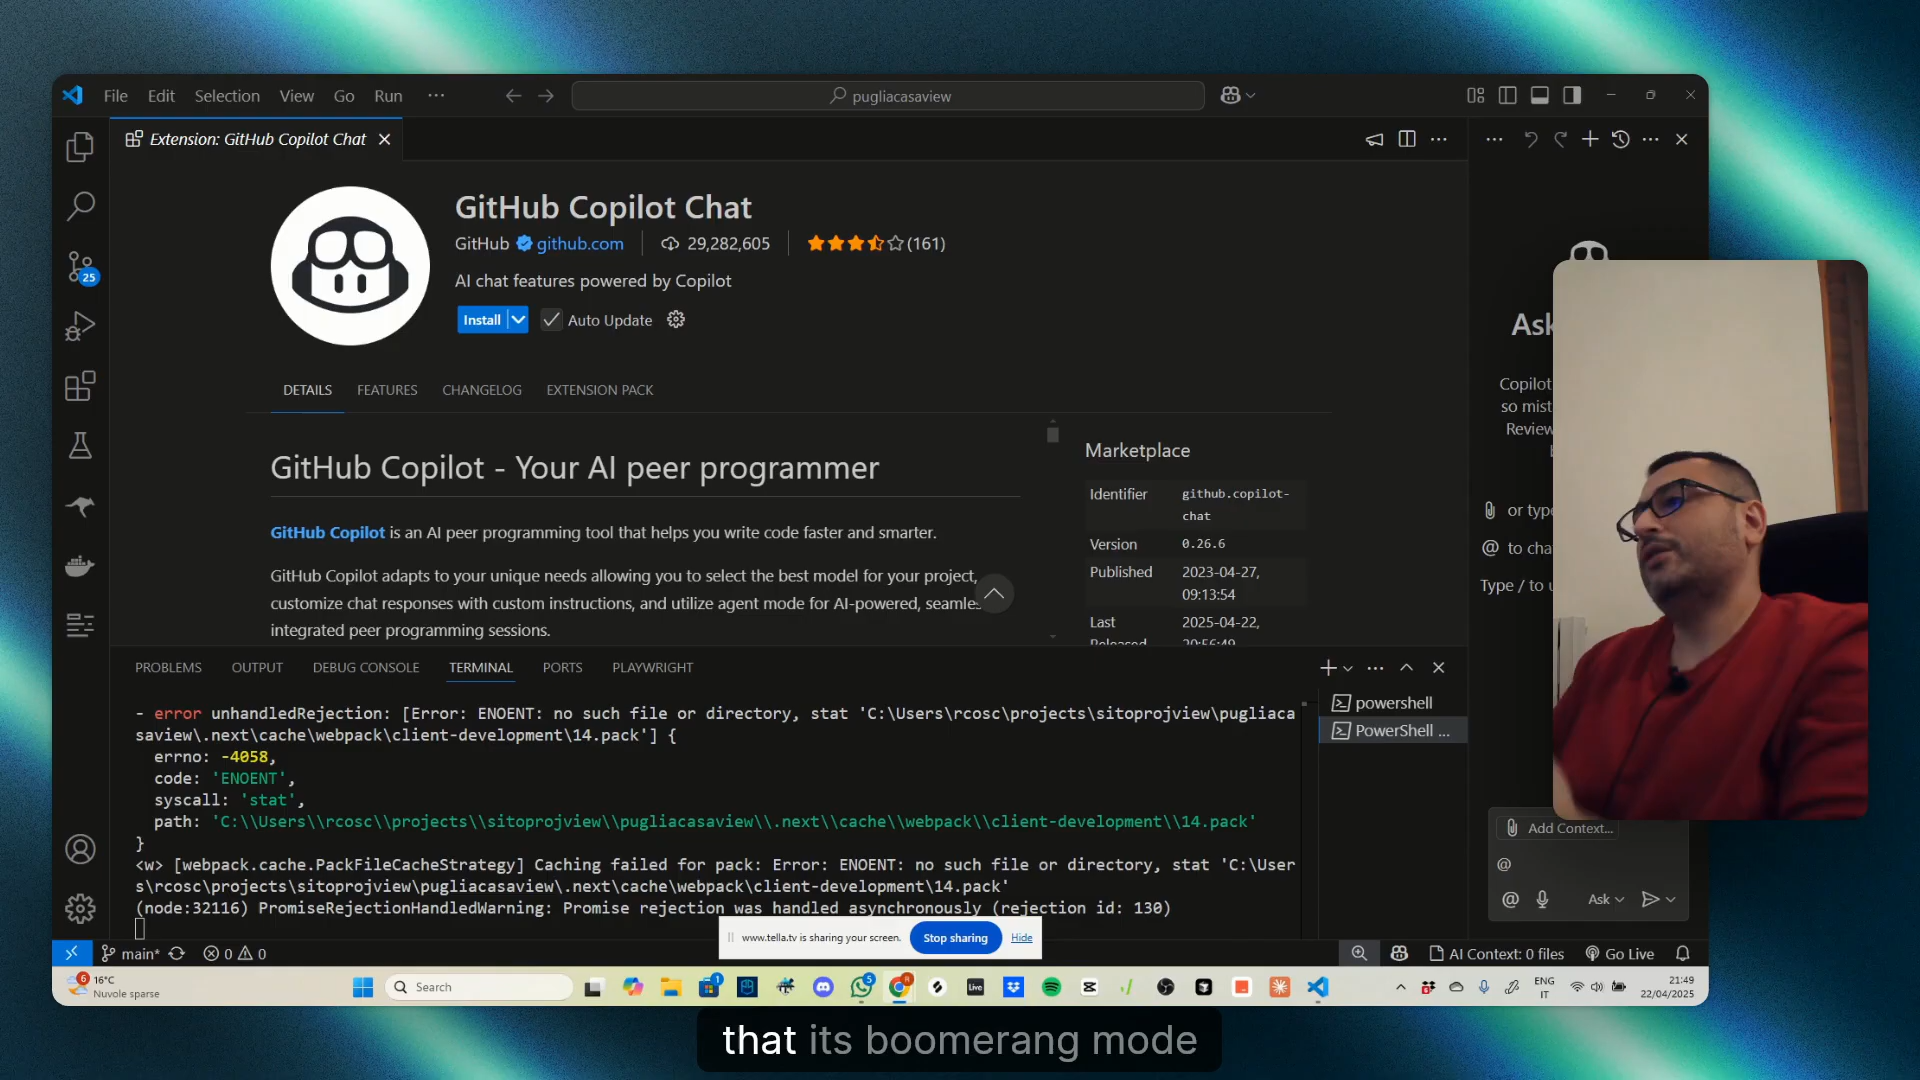 File Edit Selection View Go Run ···
pugliacasaview
Extension: GitHub Copilot Chat
GitHub Copilot Chat
GitHub github.com 29,282,605 (161)
AI chat features powered by Copilot
Install Auto Update
DETAILS FEATURES CHANGELOG EXTENSION PACK
GitHub Copilot - Your AI peer programmer
GitHub Copilot is an AI peer programming tool that helps you write code faster and smarter.
GitHub Copilot adapts to your unique needs allowing you to select the best model for your project,
customize chat responses with custom instructions, and utilize agent mode for AI-powered, seamles
integrated peer programming sessions.
Marketplace
Identifier github.copilot-
chat
Version 0.26.6
Published 2023-04-27,
09:13:54
Last 2025-04-22,
Released 20:56:49
25
Ask
Copilot
so mist
Review
or type
@ to cha
Type / to u
Add Context...
@
@ Ask
PROBLEMS OUTPUT DEBUG CONSOLE TERMINAL PORTS PLAYWRIGHT
powershell
PowerShell ...
- error unhandledRejection: [Error: ENOENT: no such file or directory, stat 'C:\Users\rcosc\projects\sitoprojview\pugliaca
saview\.next\cache\webpack\client-development\14.pack'] {
errno: -4058,
code: 'ENOENT',
syscall: 'stat',
path: 'C:\\Users\\rcosc\\projects\\sitoprojview\\pugliacasaview\\.next\\cache\\webpack\\client-development\\14.pack'
}
<w> [webpack.cache.PackFileCacheStrategy] Caching failed for pack: Error: ENOENT: no such file or directory, stat 'C:\User
s\rcosc\projects\sitoprojview\pugliacasaview\.next\cache\webpack\client-development\14.pack'
(node:32116) PromiseRejectionHandledWarning: Promise rejection was handled asynchronously (rejection id: 130)
www.tella.tv is sharing your screen. Stop sharing Hide
main* 0 0
AI Context: 0 files Go Live
6 16°C
Nuvole sparse
Search
1
5
R
Live
ENG
IT
21:49
22/04/2025
that its boomerang mode